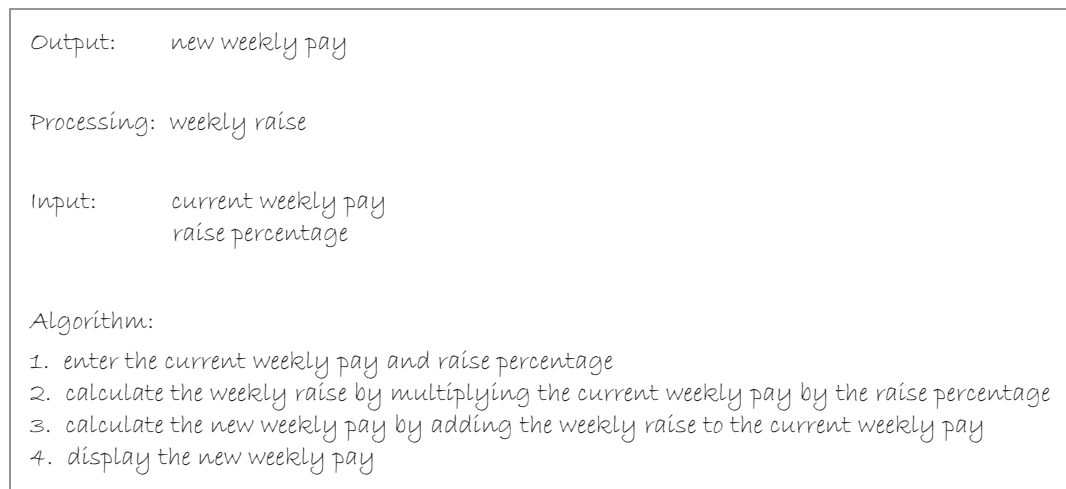 Output: new weekly pay
Processing: weekly raise
Input: current weekly pay
raise percentage
Algorithm:
1. enter the current weekly pay and raise percentage
2. calculate the weekly raise by multiplying the current weekly pay by the raise percentage
3. calculate the new weekly pay by adding the weekly raise to the current weekly pay
4. display the new weekly pay